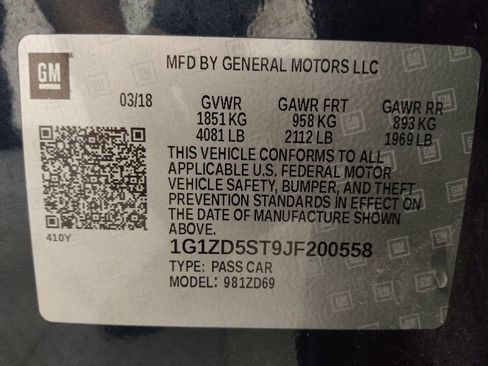 GM
MFD BY GENERAL MOTORS LLC
03/18 GVWR GAWR FRT GAWR RR
1851 KG 958 KG 893 KG
4081 LB 2112 LB 1969 LB
THIS VEHICLE CONFORMS TO ALL
APPLICABLE U.S. FEDERAL MOTOR
VEHICLE SAFETY, BUMPER, AND THEFT
PREVENTION STANDARDS IN EFFECT ON
THE DATE OF MANUFACTURE SHOWN
ABOVE.
410Y
1G1ZD5ST9JF200558
TYPE: PASS CAR
MODEL: 981ZD69